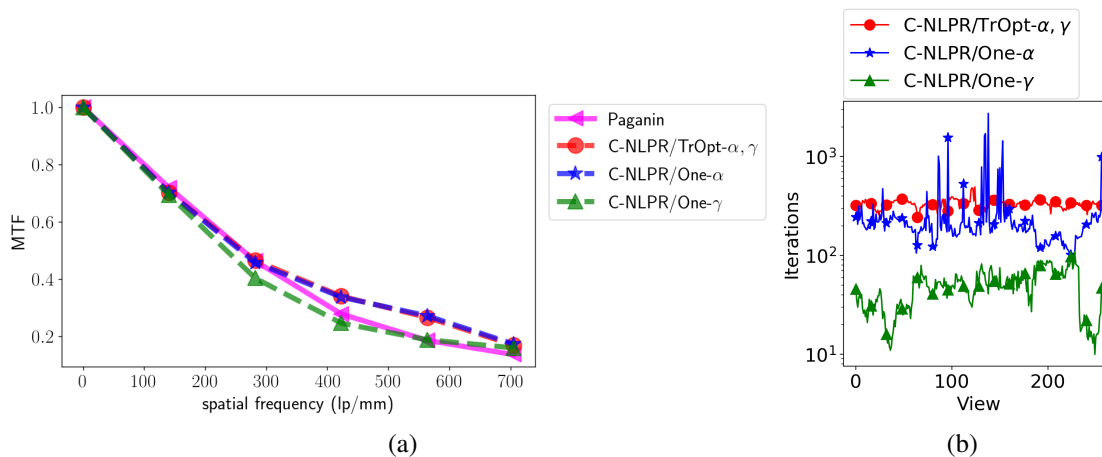 1.0
0.8
0.6
0.4
0.2
MTF
0 100 200 300 400 500 600 700
spatial frequency (lp/mm)
Paganin
C-NLPR/TrOpt-α, γ
C-NLPR/One-α
C-NLPR/One-γ
(a)
C-NLPR/TrOpt-α, γ
C-NLPR/One-α
C-NLPR/One-γ
10³
10²
10¹
Iterations
0 200
View
(b)